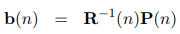 b(n) = R⁻¹(n)P(n)